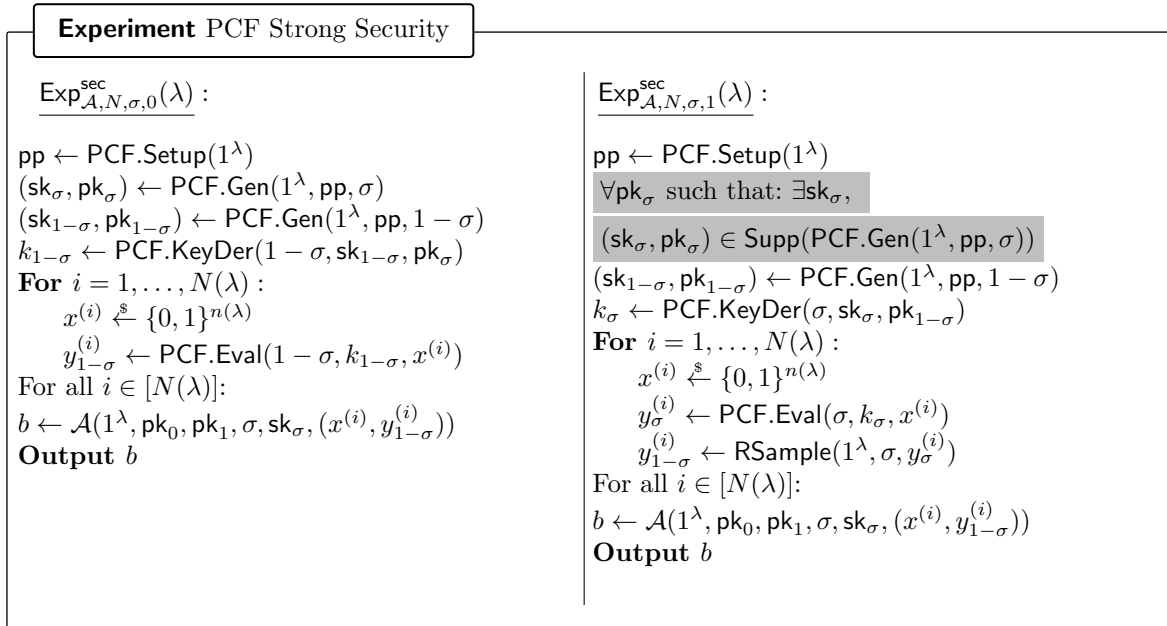 Experiment PCF Strong Security
Exp^{sec}_{𝒜,N,σ,0}(λ) :
pp ← PCF.Setup(1^λ)
(sk_σ, pk_σ) ← PCF.Gen(1^λ, pp, σ)
(sk_{1−σ}, pk_{1−σ}) ← PCF.Gen(1^λ, pp, 1 − σ)
k_{1−σ} ← PCF.KeyDer(1 − σ, sk_{1−σ}, pk_σ)
For i = 1, . . . , N(λ) :
x^{(i)} ←$ {0, 1}^{n(λ)}
y^{(i)}_{1−σ} ← PCF.Eval(1 − σ, k_{1−σ}, x^{(i)})
For all i ∈ [N(λ)]:
b ← 𝒜(1^λ, pk_0, pk_1, σ, sk_σ, (x^{(i)}, y^{(i)}_{1−σ}))
Output b
Exp^{sec}_{𝒜,N,σ,1}(λ) :
pp ← PCF.Setup(1^λ)
∀pk_σ such that: ∃sk_σ,
(sk_σ, pk_σ) ∈ Supp(PCF.Gen(1^λ, pp, σ))
(sk_{1−σ}, pk_{1−σ}) ← PCF.Gen(1^λ, pp, 1 − σ)
k_σ ← PCF.KeyDer(σ, sk_σ, pk_{1−σ})
For i = 1, . . . , N(λ) :
x^{(i)} ←$ {0, 1}^{n(λ)}
y^{(i)}_σ ← PCF.Eval(σ, k_σ, x^{(i)})
y^{(i)}_{1−σ} ← RSample(1^λ, σ, y^{(i)}_σ)
For all i ∈ [N(λ)]:
b ← 𝒜(1^λ, pk_0, pk_1, σ, sk_σ, (x^{(i)}, y^{(i)}_{1−σ}))
Output b